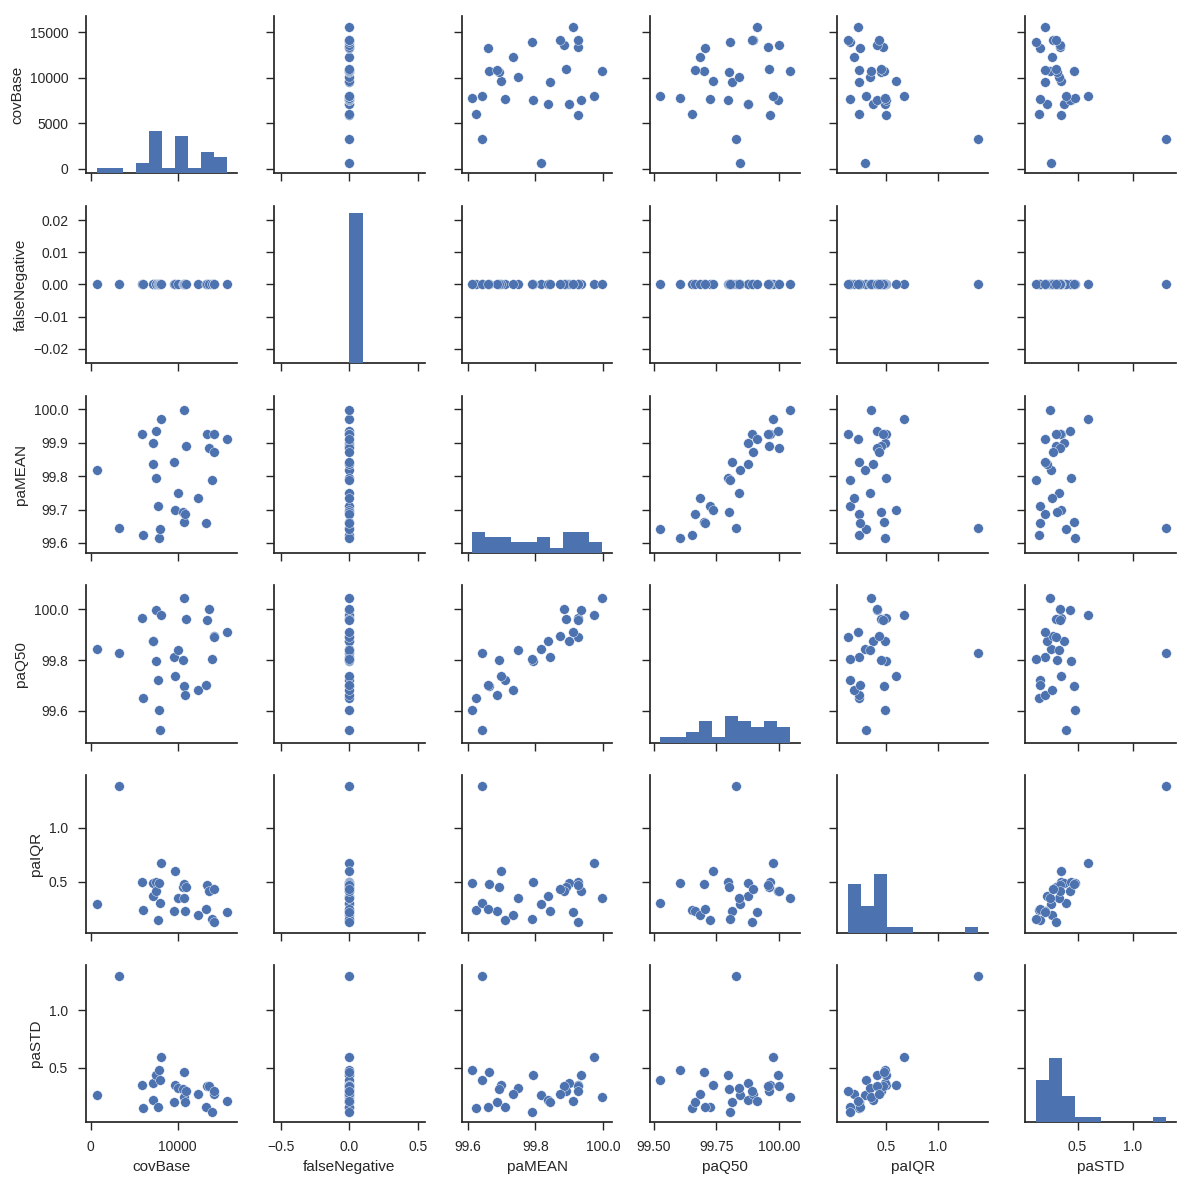 15000
10000
5000
0
covBase
0.02
0.01
0.00
−0.01
−0.02
falseNegative
100.0
99.9
99.8
99.7
99.6
paMEAN
100.0
99.8
99.6
paQ50
1.0
0.5
paIQR
1.0
0.5
paSTD
0 10000 −0.5 0.0 0.5 99.6 99.8 100.0 99.50 99.75 100.00 0.5 1.0 0.5 1.0
covBase falseNegative paMEAN paQ50 paIQR paSTD